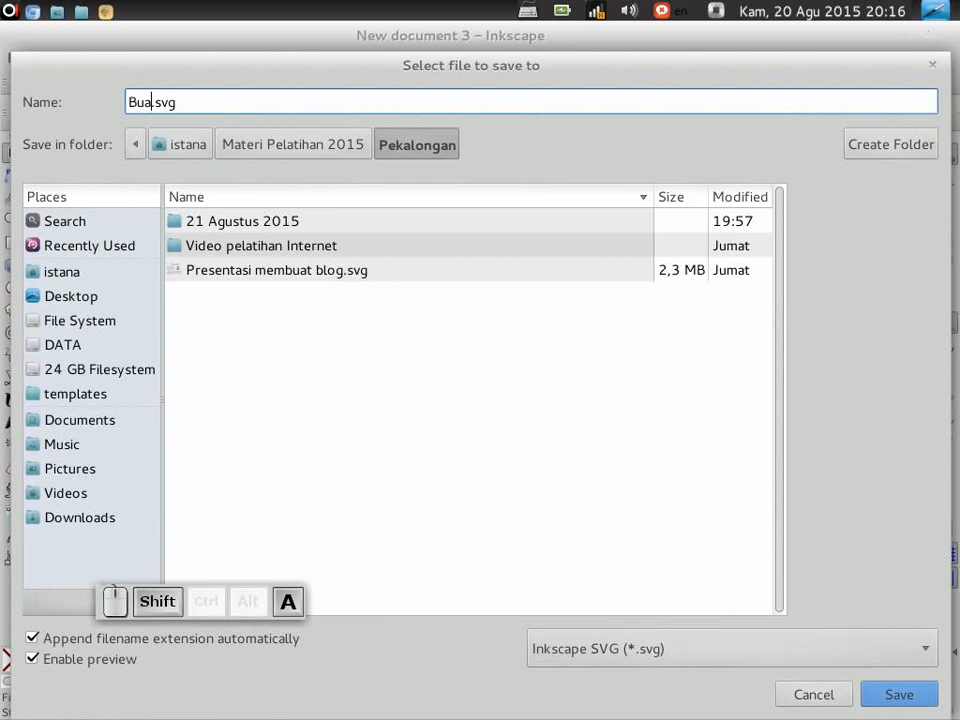 en
Kam, 20 Agu 2015 20:16
New document 3 - Inkscape
Select file to save to
Name:
Bua.svg
Save in folder:
istana
Materi Pelatihan 2015
Pekalongan
Create Folder
Places
Name
Size
Modified
Search
21 Agustus 2015
19:57
Recently Used
Video pelatihan Internet
Jumat
istana
Presentasi membuat blog.svg
2,3 MB
Jumat
Desktop
File System
DATA
24 GB Filesystem
templates
Documents
Music
Pictures
Videos
Downloads
Shift
Ctrl
Alt
A
Append filename extension automatically
Enable preview
Inkscape SVG (*.svg)
Cancel
Save